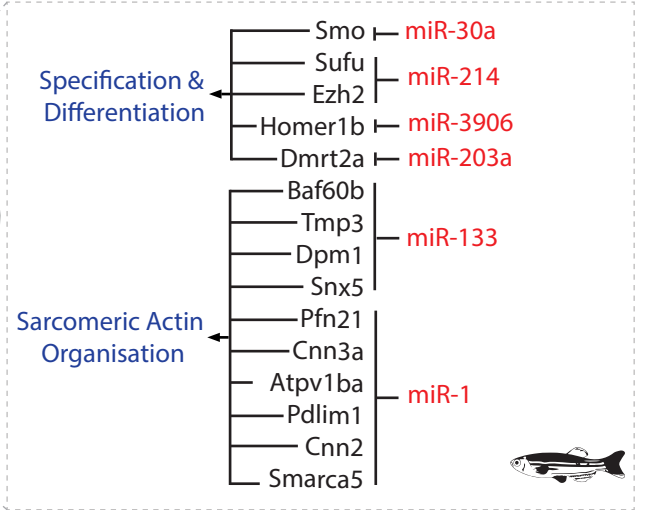 Smo miR-30a
Sufu
miR-214
Specification &
Differentiation
Ezh2
Homer1b miR-3906
Dmrt2a miR-203a
Baf60b
Tmp3
miR-133
Dpm1
Snx5
Sarcomeric Actin
Organisation
Pfn21
Cnn3a
Atpv1ba
miR-1
Pdlim1
Cnn2
Smarca5